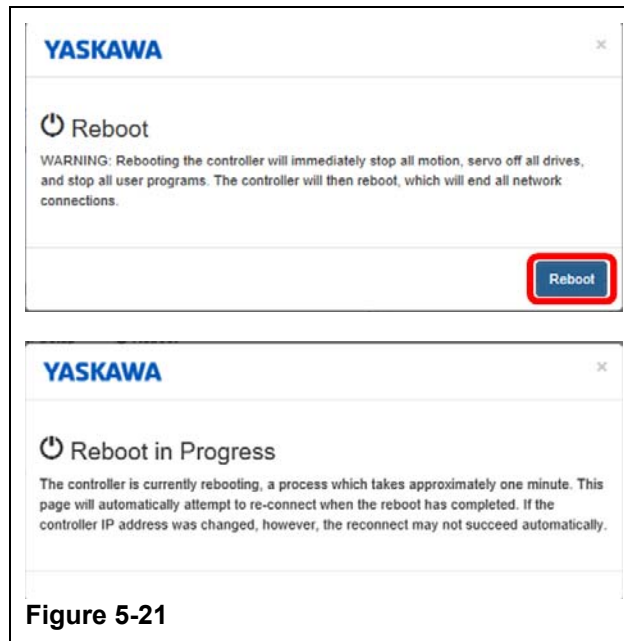 YASKAWA
×
Reboot
WARNING: Rebooting the controller will immediately stop all motion, servo off all drives,
and stop all user programs. The controller will then reboot, which will end all network
connections.
Reboot
YASKAWA
×
Reboot in Progress
The controller is currently rebooting, a process which takes approximately one minute. This
page will automatically attempt to re-connect when the reboot has completed. If the
controller IP address was changed, however, the reconnect may not succeed automatically.
Figure 5-21